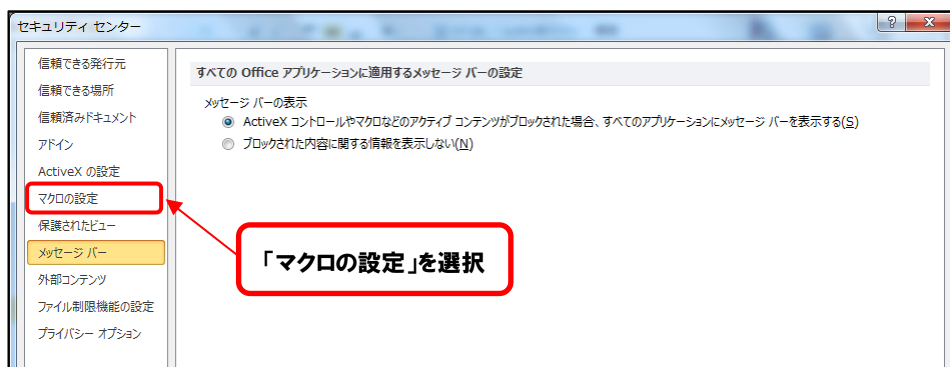 セキュリティ センター
信頼できる発行元
信頼できる場所
信頼済みドキュメント
アドイン
ActiveX の設定
マクロの設定
保護されたビュー
メッセージ バー
外部コンテンツ
ファイル制限機能の設定
プライバシー オプション
すべての Office アプリケーションに適用するメッセージ バーの設定
メッセージ バーの表示
ActiveX コントロールやマクロなどのアクティブ コンテンツがブロックされた場合、すべてのアプリケーションにメッセージ バーを表示する(S)
ブロックされた内容に関する情報を表示しない(N)
「マクロの設定」を選択